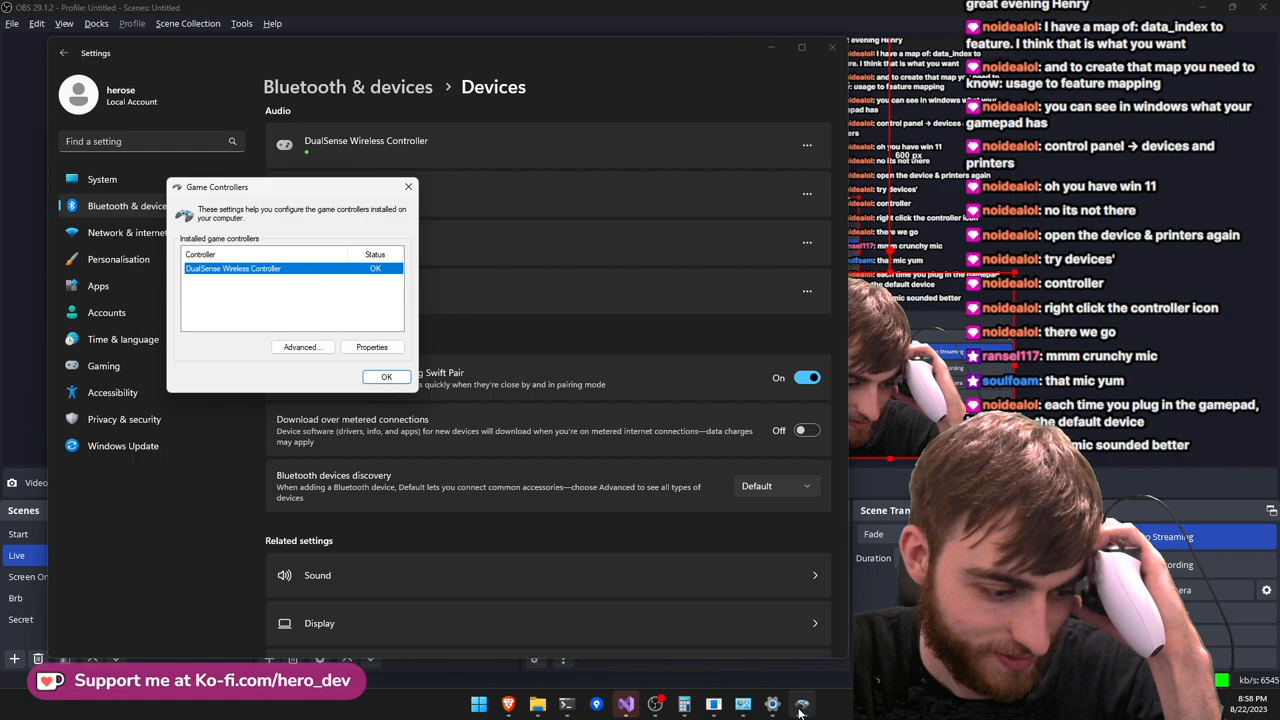 OBS 29.1.2 - Profile: Untitled - Scenes: Untitled
File
Edit
View
Docks
Profile
Scene Collection
Tools
Help
Settings
herose
Local Account
Find a setting
System
Bluetooth & device
Network & interne
Personalisation
Apps
Accounts
Time & language
Gaming
Accessibility
Privacy & security
Windows Update
th & devices > Devices
Audio
DualSense Wireless Controller
Game Controllers
These settings help you configure the game controllers installed on
your computer.
Installed game controllers
Controller
Status
DualSense Wireless Controller
OK
Advanced...
Properties
OK
g Swift Pair
s quickly when they're close by and in pairing mode
On
Download over metered connections
Device software (drivers, info, and apps) for new devices will download when you're on metered internet connections—data charges
may apply
Off
Bluetooth devices discovery
When adding a Bluetooth device, Default lets you connect common accessories—choose Advanced to see all types of
devices
Default
Related settings
Sound
Display
600 px
great evening Henry
noidealol: I have a map of: data_index to
feature. I think that is what you want
noidealol: and to create that map you need to
know: usage to feature mapping
noidealol: you can see in windows what your
gamepad has
noidealol: control panel → devices and
printers
noidealol: oh you have win 11
noidealol: no its not there
noidealol: open the device & printers again
noidealol: try devices'
noidealol: controller
noidealol: right click the controller icon
noidealol: there we go
ransel117: mmm crunchy mic
soulfoam: that mic yum
noidealol: each time you plug in the gamepad,
the default device
mic sounded better
Video
Scenes
Start
Live
Screen On
Brb
Secret
Scene Tran
Fade
Duration
Streaming
cording
era
kb/s: 6545
Support me at Ko-fi.com/hero_dev
8:58 PM
8/22/2023